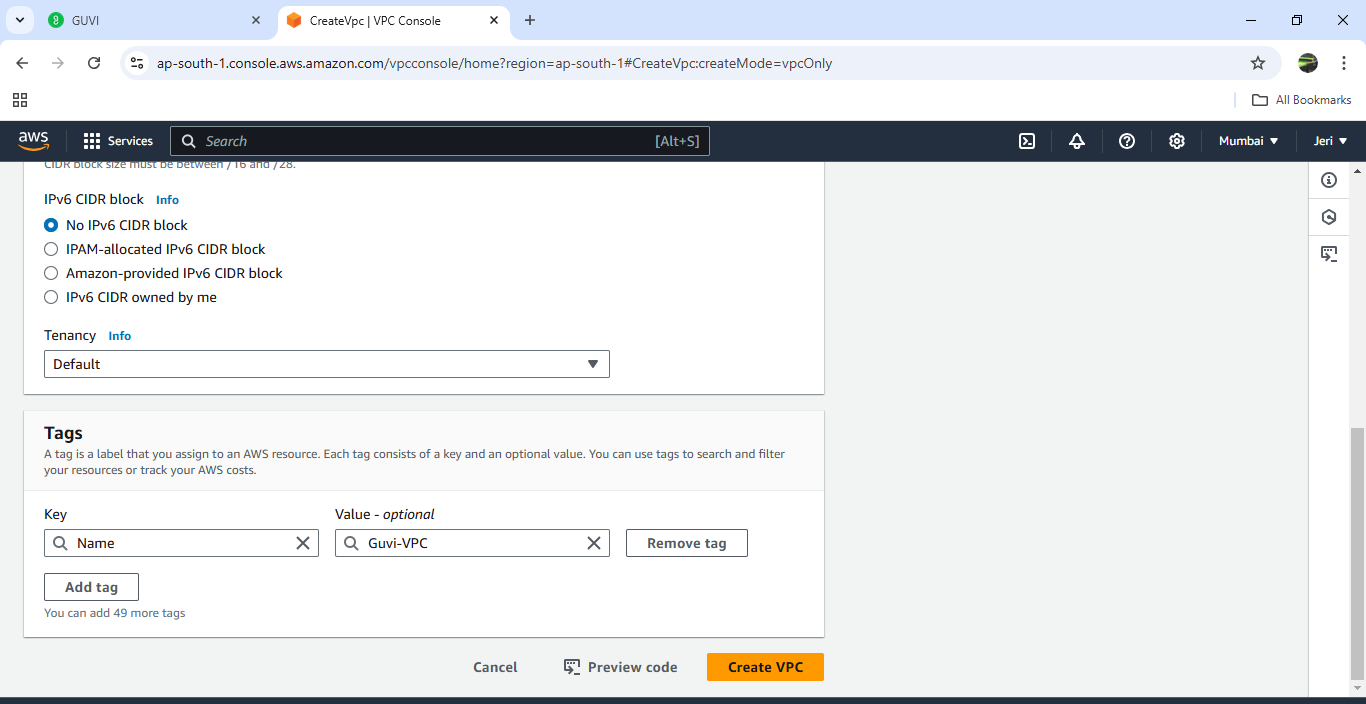 GUVI
CreateVpc | VPC Console
ap-south-1.console.aws.amazon.com/vpcconsole/home?region=ap-south-1#CreateVpc:createMode=vpcOnly
All Bookmarks
aws
Services
Search
[Alt+S]
Mumbai
Jeri
CIDR block size must be between /16 and /28.
IPv6 CIDR block Info
No IPv6 CIDR block
IPAM-allocated IPv6 CIDR block
Amazon-provided IPv6 CIDR block
IPv6 CIDR owned by me
Tenancy Info
Default
Tags
A tag is a label that you assign to an AWS resource. Each tag consists of a key and an optional value. You can use tags to search and filter
your resources or track your AWS costs.
Key
Value - optional
Name
Guvi-VPC
Remove tag
Add tag
You can add 49 more tags
Cancel
Preview code
Create VPC